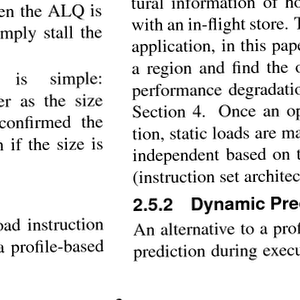 en the ALQ is
mply stall the
is simple:
er as the size
confirmed the
n if the size is
oad instruction
a profile-based
tural information of
with an in-flight store.
application, in this pape
a region and find the
performance degradatio
Section 4. Once an op
tion, static loads are ma
independent based on
(instruction set architec
2.5.2 Dynamic Pre
An alternative to a prof
prediction during execu